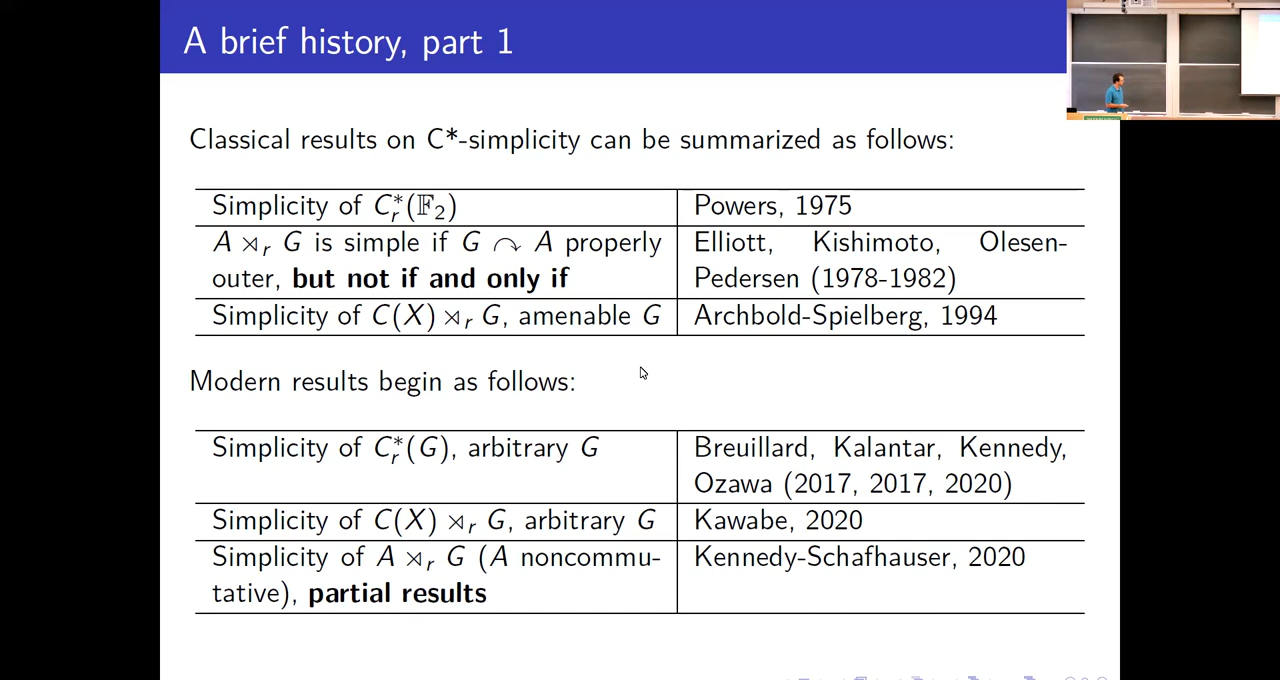 A brief history, part 1
Classical results on C*-simplicity can be summarized as follows:
Simplicity of C*_r(𝔽₂) Powers, 1975
A ⋊_r G is simple if G ↷ A properly Elliott, Kishimoto, Olesen-
outer, but not if and only if Pedersen (1978-1982)
Simplicity of C(X) ⋊_r G, amenable G Archbold-Spielberg, 1994
Modern results begin as follows:
Simplicity of C*_r(G), arbitrary G Breuillard, Kalantar, Kennedy,
Ozawa (2017, 2017, 2020)
Simplicity of C(X) ⋊_r G, arbitrary G Kawabe, 2020
Simplicity of A ⋊_r G (A noncommu- Kennedy-Schafhauser, 2020
tative), partial results